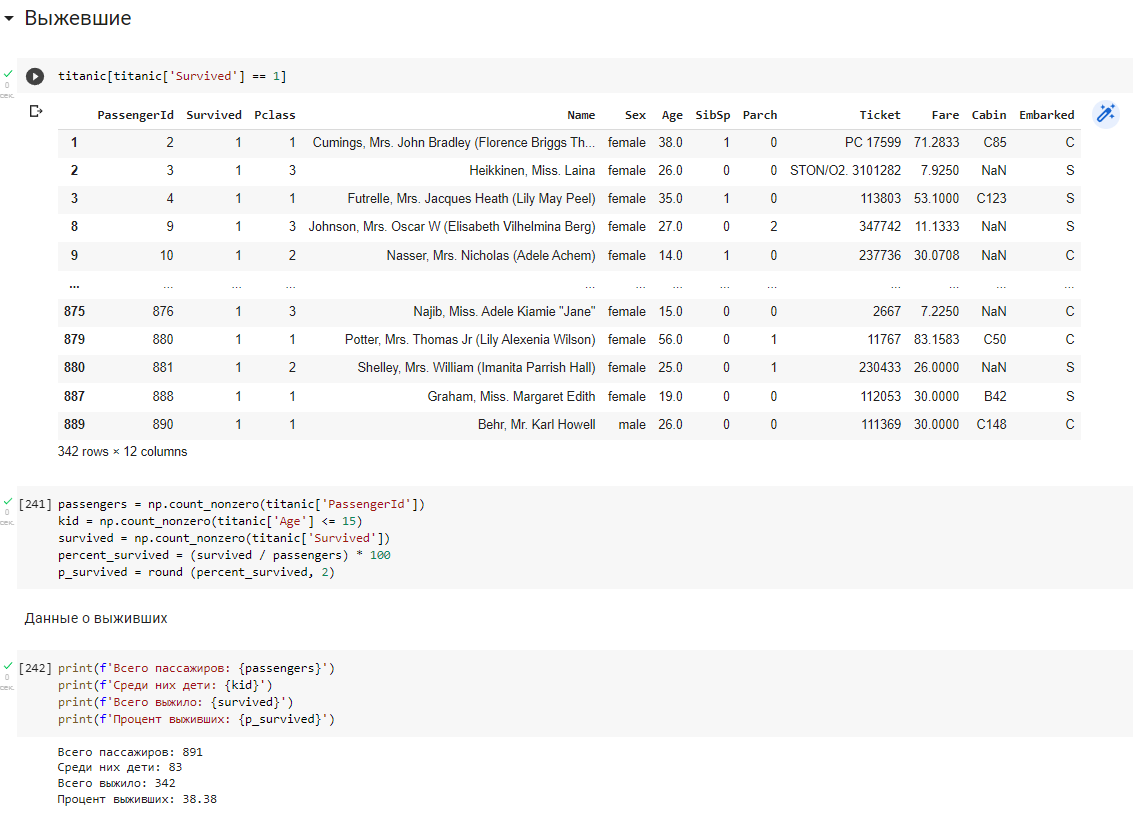 Выжевшие
titanic[titanic['Survived'] == 1]
0
сек.
PassengerId Survived Pclass Name Sex Age SibSp Parch Ticket Fare Cabin Embarked
1 2 1 1 Cumings, Mrs. John Bradley (Florence Briggs Th... female 38.0 1 0 PC 17599 71.2833 C85 C
2 3 1 3 Heikkinen, Miss. Laina female 26.0 0 0 STON/O2. 3101282 7.9250 NaN S
3 4 1 1 Futrelle, Mrs. Jacques Heath (Lily May Peel) female 35.0 1 0 113803 53.1000 C123 S
8 9 1 3 Johnson, Mrs. Oscar W (Elisabeth Vilhelmina Berg) female 27.0 0 2 347742 11.1333 NaN S
9 10 1 2 Nasser, Mrs. Nicholas (Adele Achem) female 14.0 1 0 237736 30.0708 NaN C
... ... ... ... ... ... ... ... ... ... ... ... ...
875 876 1 3 Najib, Miss. Adele Kiamie "Jane" female 15.0 0 0 2667 7.2250 NaN C
879 880 1 1 Potter, Mrs. Thomas Jr (Lily Alexenia Wilson) female 56.0 0 1 11767 83.1583 C50 C
880 881 1 2 Shelley, Mrs. William (Imanita Parrish Hall) female 25.0 0 1 230433 26.0000 NaN S
887 888 1 1 Graham, Miss. Margaret Edith female 19.0 0 0 112053 30.0000 B42 S
889 890 1 1 Behr, Mr. Karl Howell male 26.0 0 0 111369 30.0000 C148 C
342 rows × 12 columns
[241] passengers = np.count_nonzero(titanic['PassengerId'])
0
сек.
kid = np.count_nonzero(titanic['Age'] <= 15)
survived = np.count_nonzero(titanic['Survived'])
percent_survived = (survived / passengers) * 100
p_survived = round (percent_survived, 2)
Данные о выживших
[242] print(f'Всего пассажиров: {passengers}')
0
сек.
print(f'Среди них дети: {kid}')
print(f'Всего выжило: {survived}')
print(f'Процент выживших: {p_survived}')
Всего пассажиров: 891
Среди них дети: 83
Всего выжило: 342
Процент выживших: 38.38